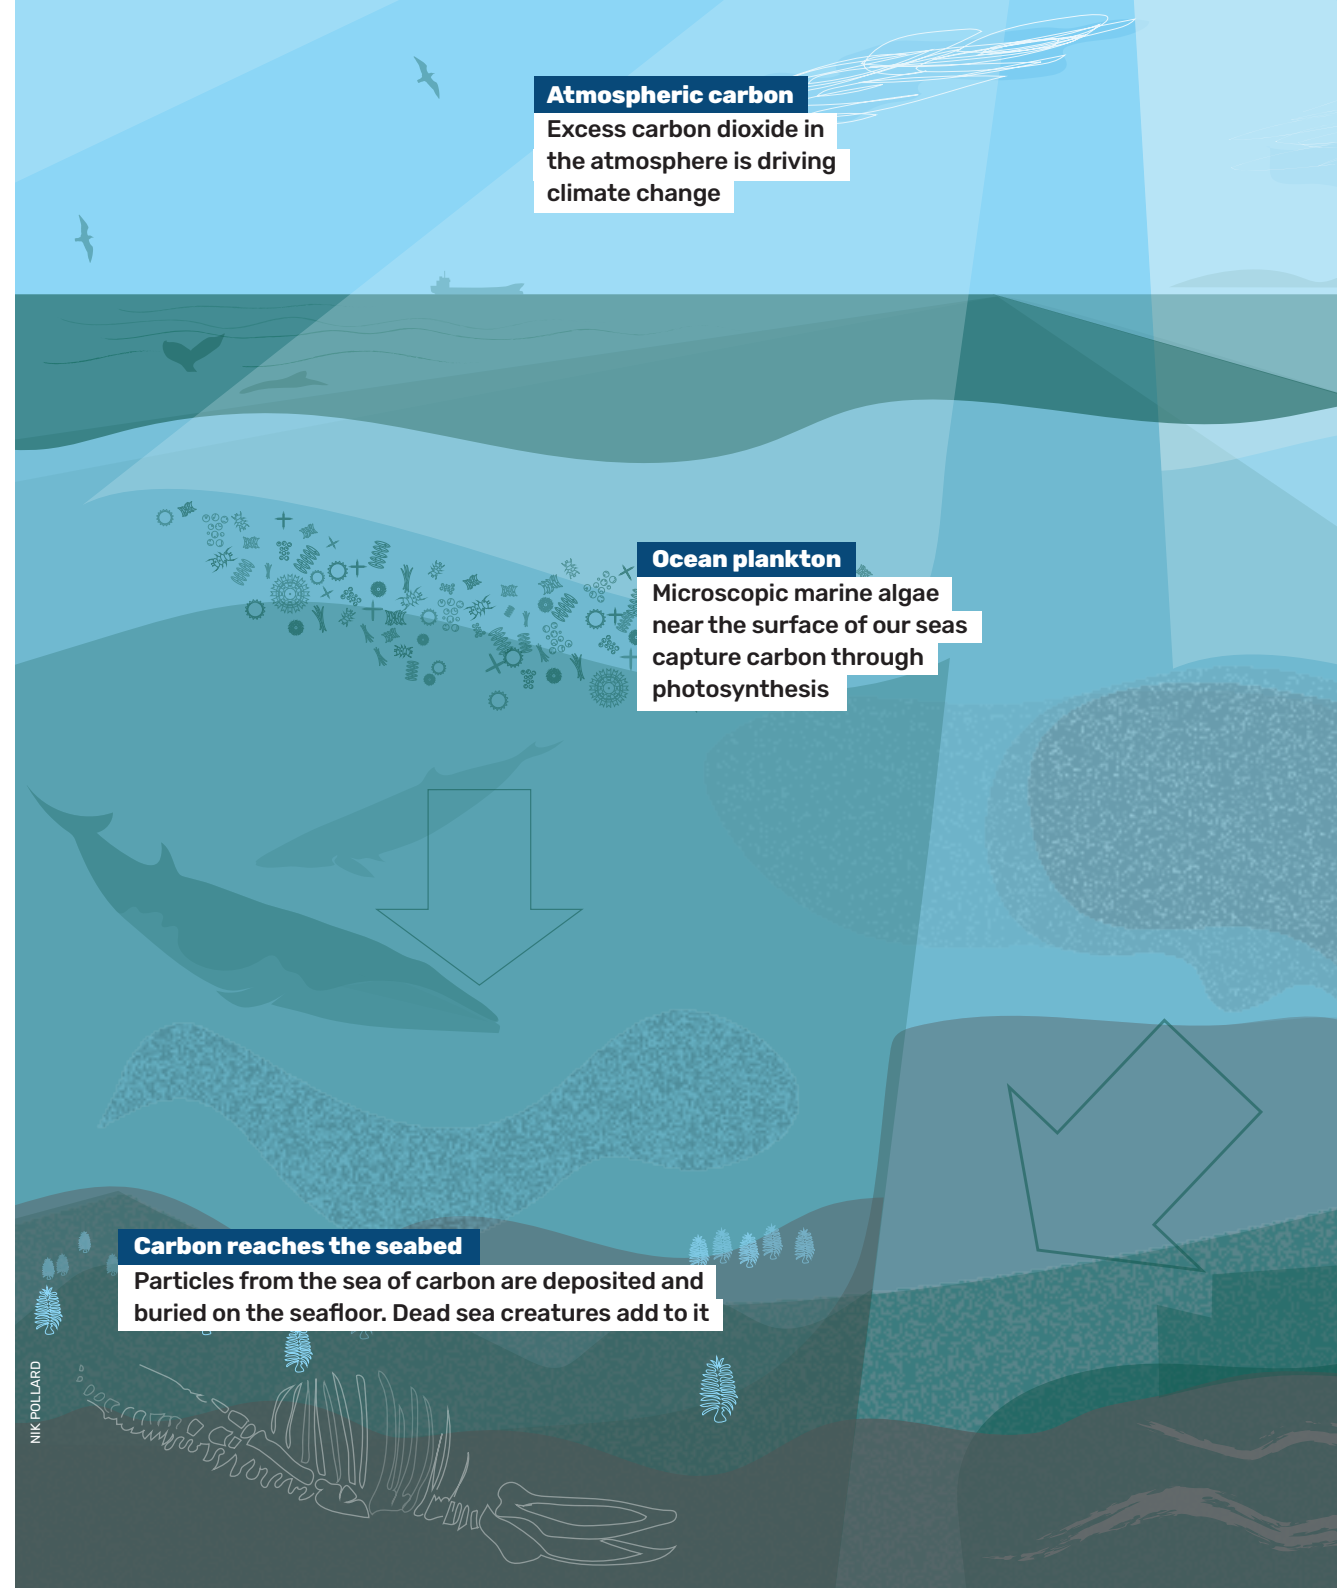 Atmospheric carbon
Excess carbon dioxide in
the atmosphere is driving
climate change
Ocean plankton
Microscopic marine algae
near the surface of our seas
capture carbon through
photosynthesis
Carbon reaches the seabed
Particles from the sea of carbon are deposited and
buried on the seafloor. Dead sea creatures add to it
NIK POLLARD